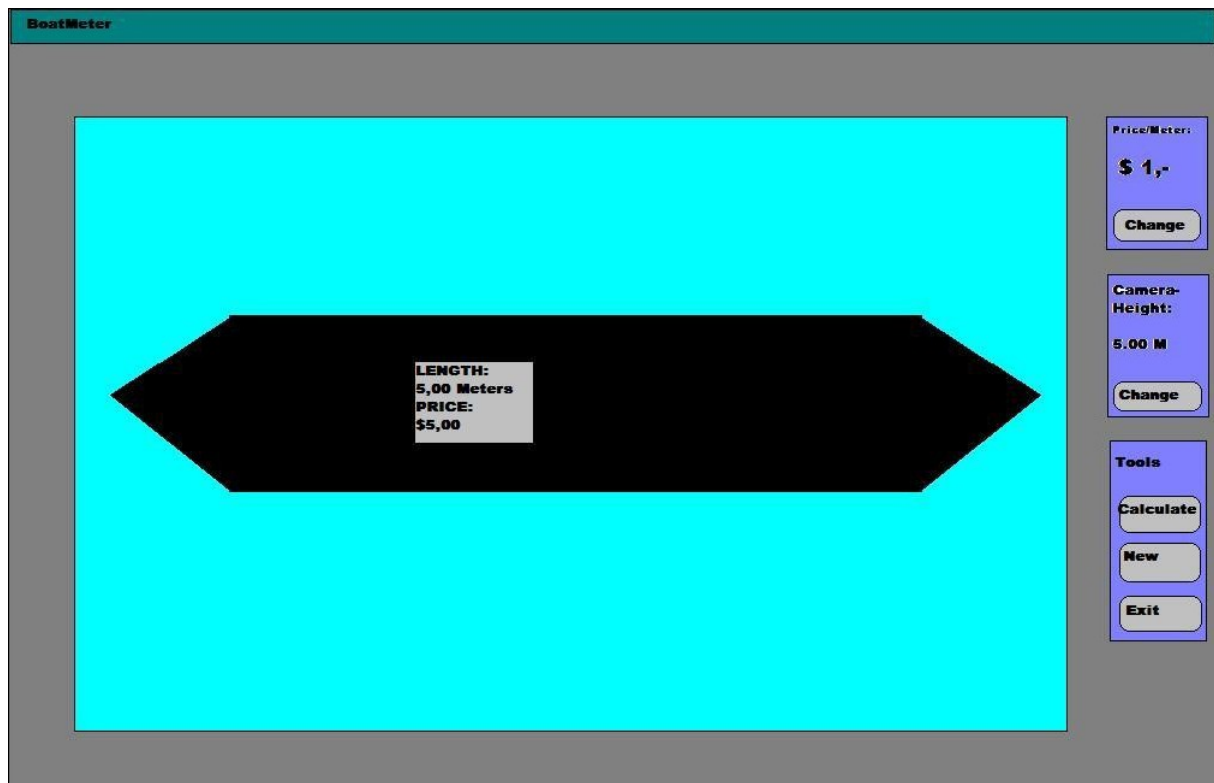 BoatMeter
Price/Meter:
$ 1,-
Change
Camera-
Height:
5.00 M
Change
LENGTH:
5,00 Meters
PRICE:
$5,00
Tools
Calculate
New
Exit